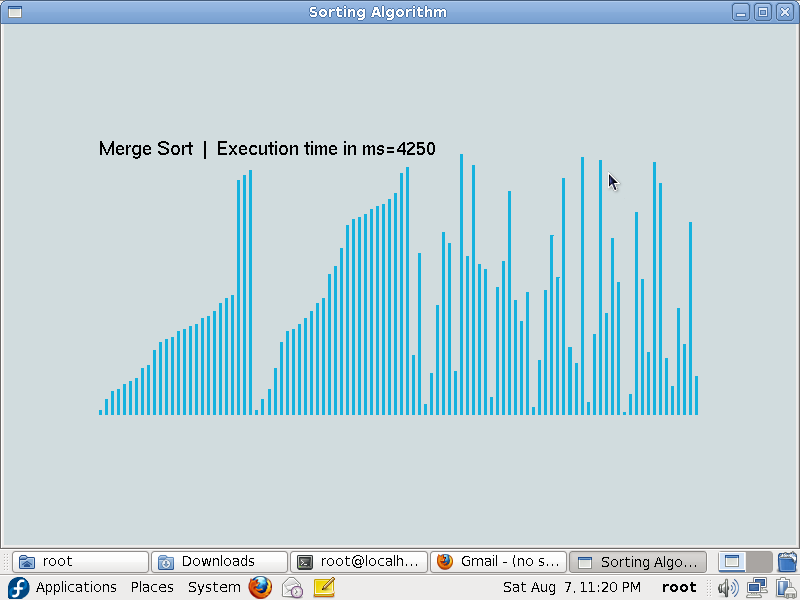 Sorting Algorithm
Merge Sort | Execution time in ms=4250
root Downloads root@localh... Gmail - (no s... Sorting Algo...
Applications Places System Sat Aug 7, 11:20 PM root